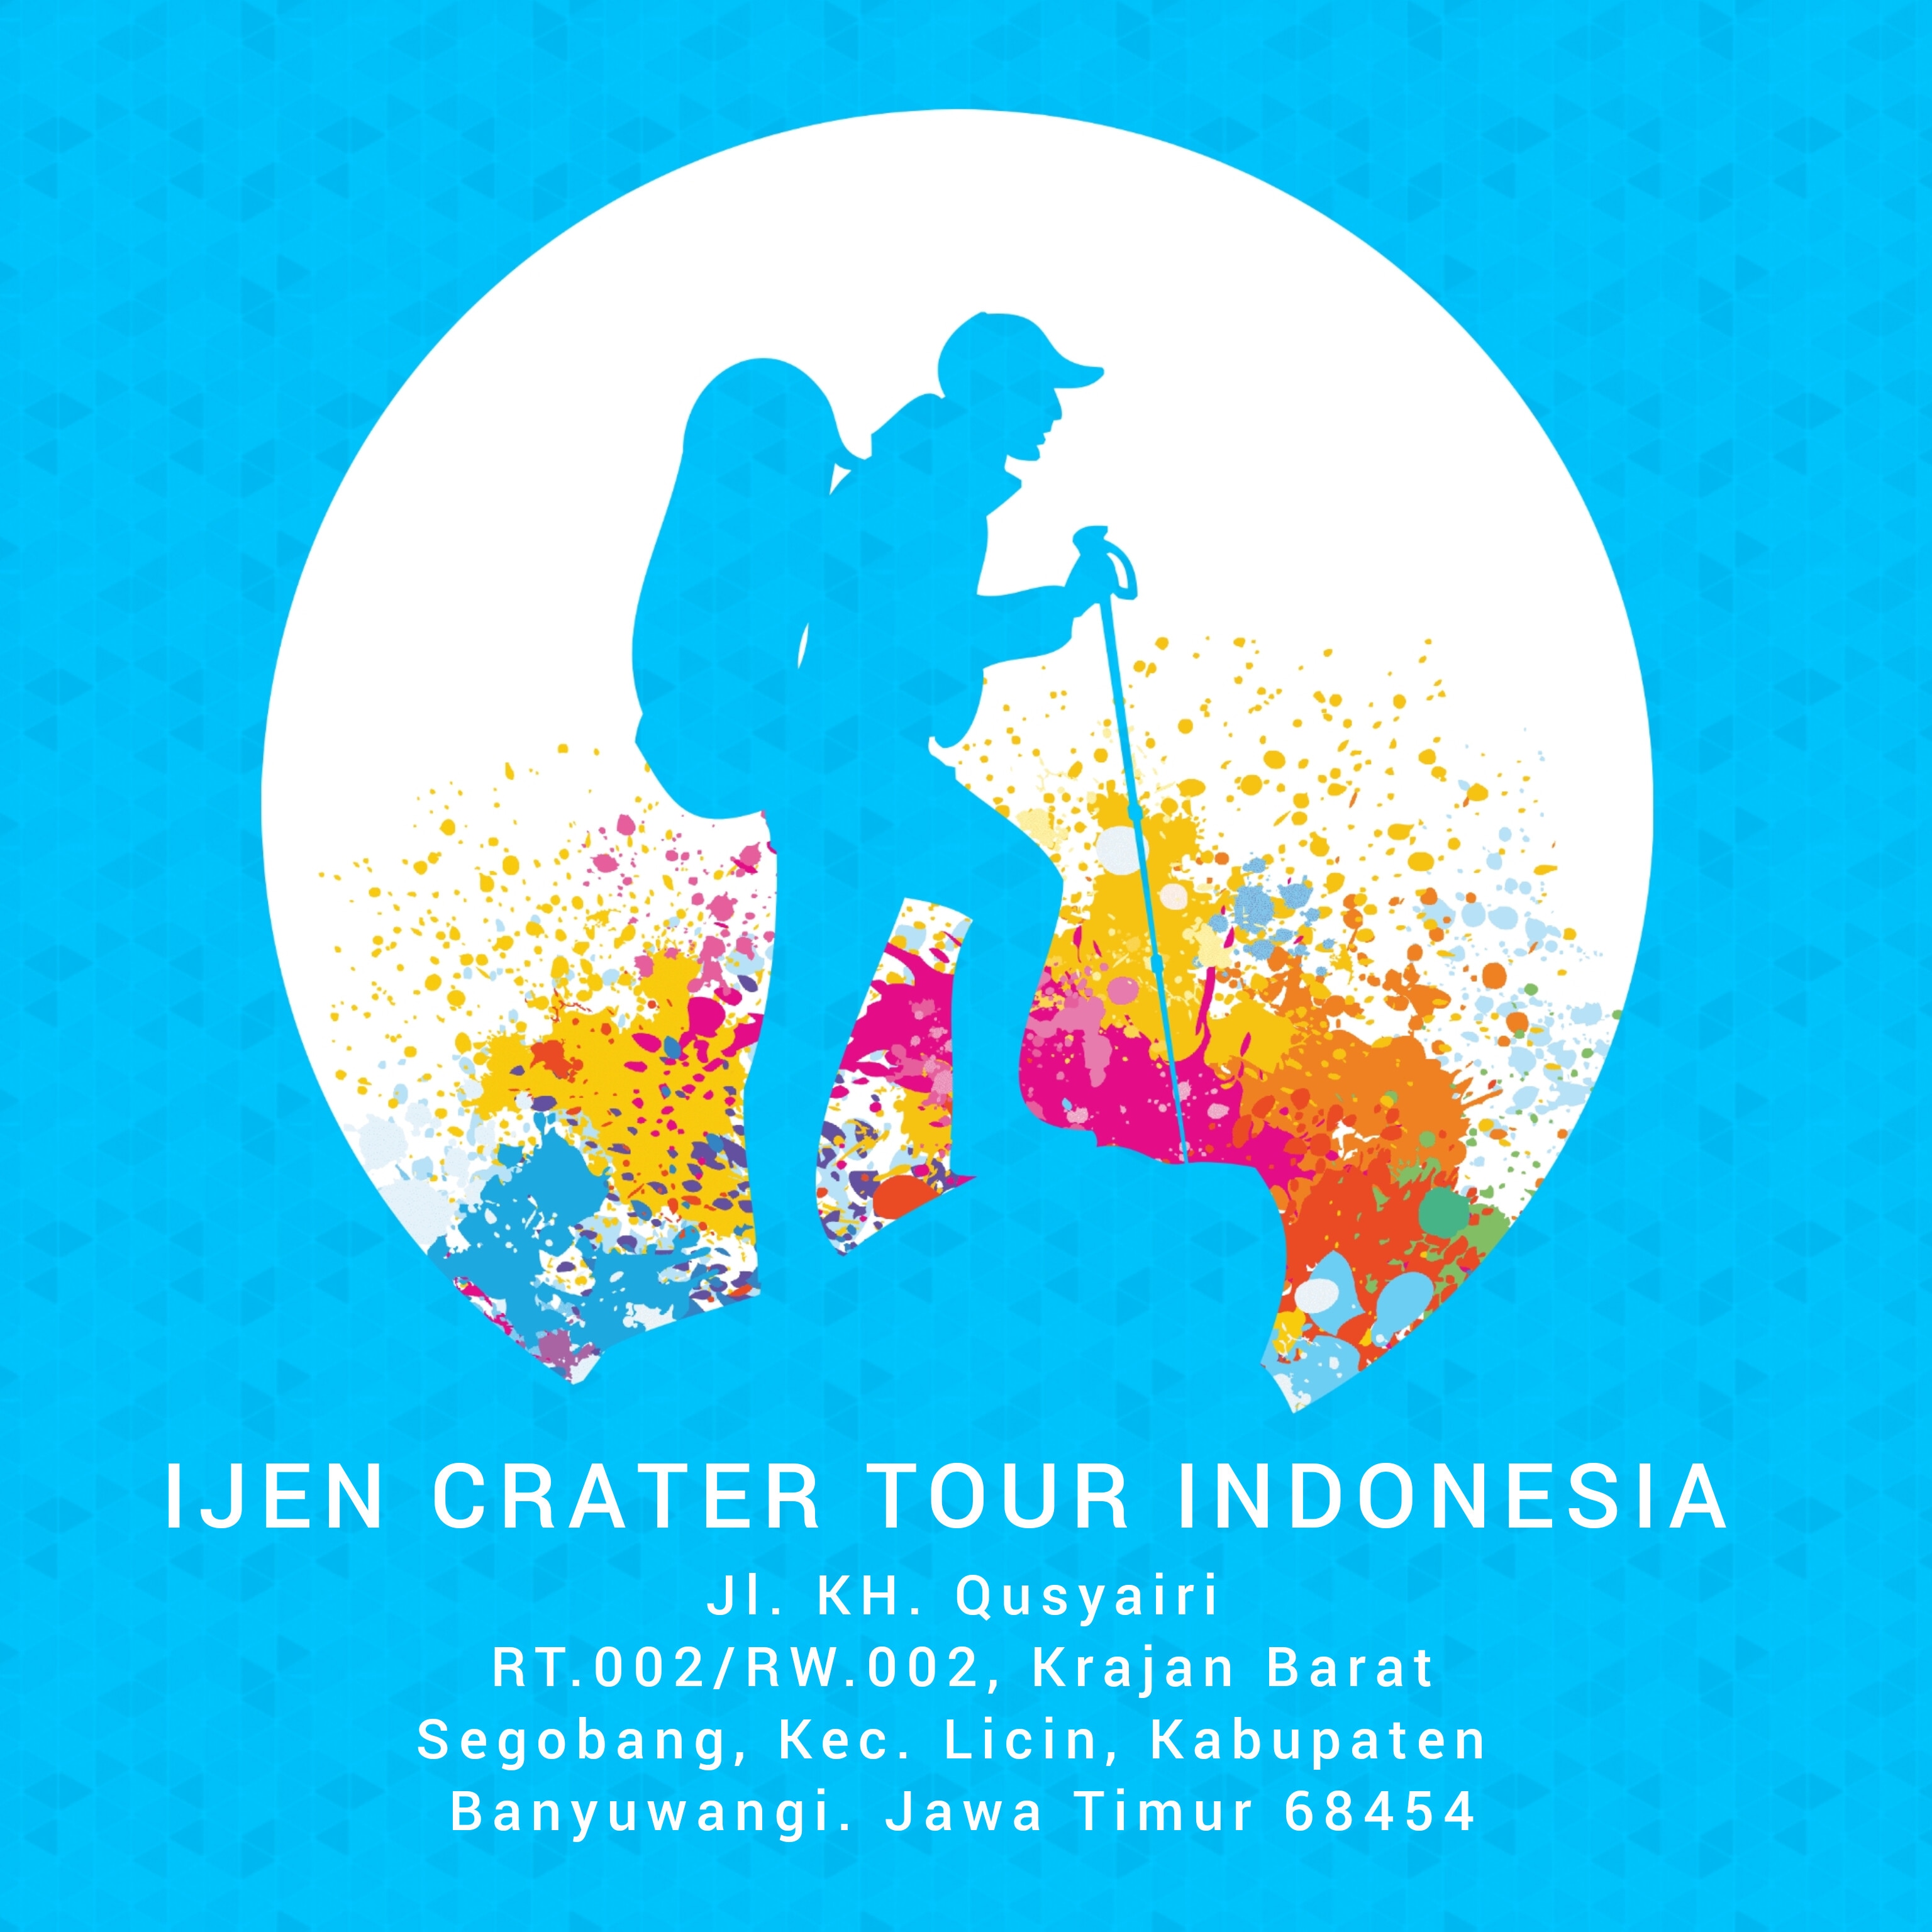 IJEN CRATER TOUR INDONESIA
Jl. KH. Qusyairi
RT.002/RW.002, Krajan Barat
Segobang, Kec. Licin, Kabupaten
Banyuwangi. Jawa Timur 68454